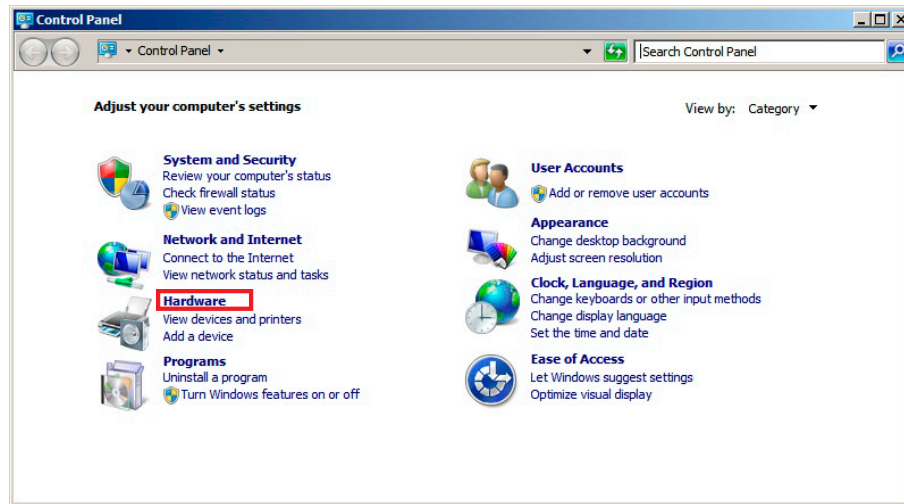 Control Panel
Control Panel
Search Control Panel
Adjust your computer's settings
View by: Category
System and Security
Review your computer's status
Check firewall status
View event logs
Network and Internet
Connect to the Internet
View network status and tasks
Hardware
View devices and printers
Add a device
Programs
Uninstall a program
Turn Windows features on or off
User Accounts
Add or remove user accounts
Appearance
Change desktop background
Adjust screen resolution
Clock, Language, and Region
Change keyboards or other input methods
Change display language
Set the time and date
Ease of Access
Let Windows suggest settings
Optimize visual display